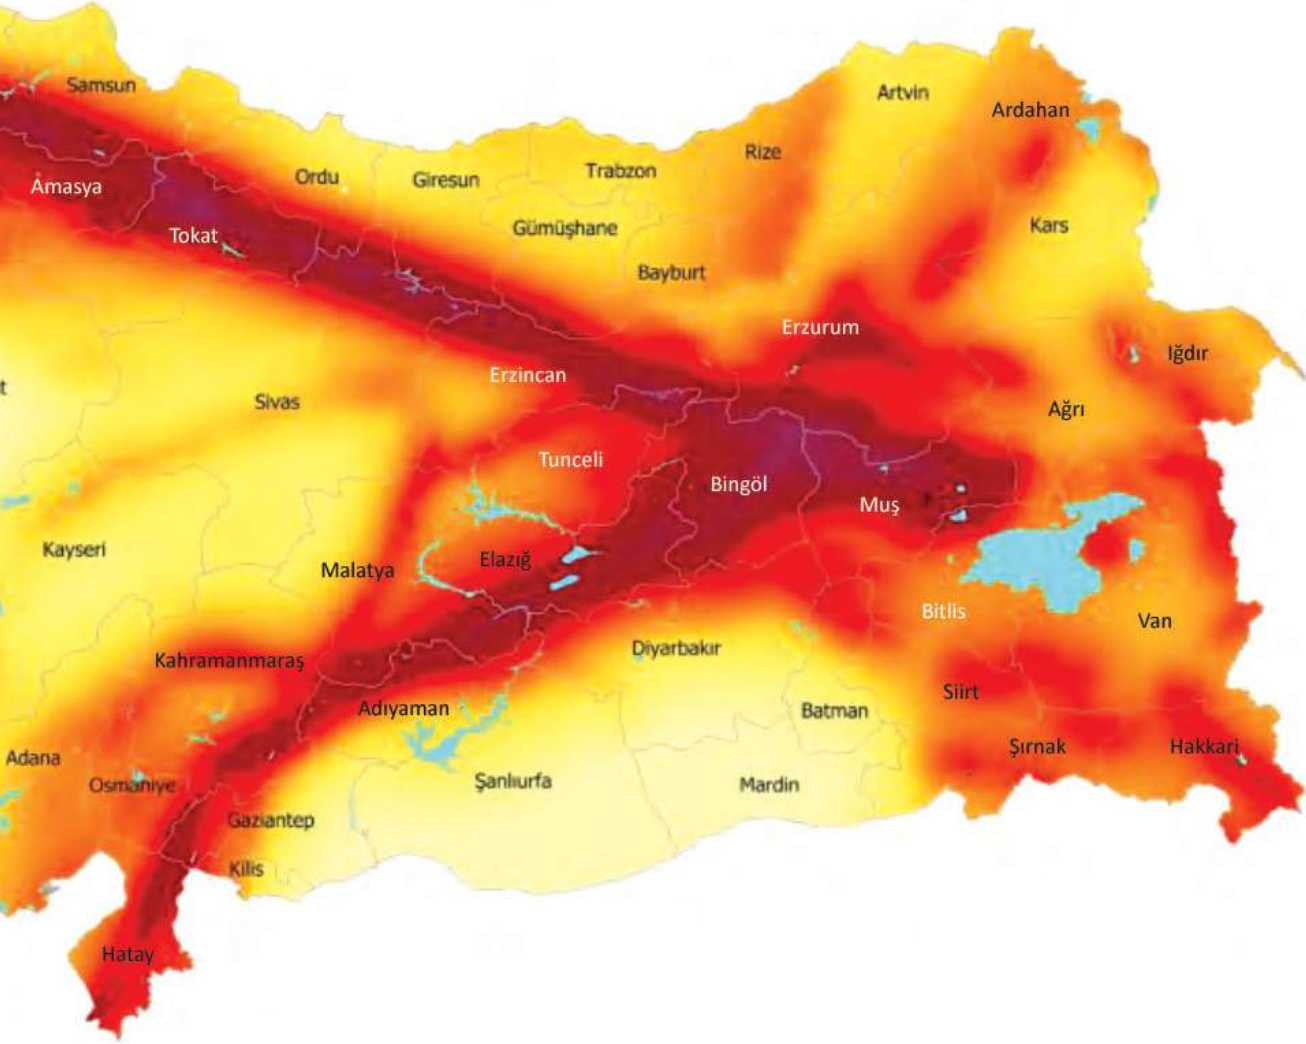 Samsun
Artvin
Ardahan
Rize
Trabzon
Ordu
Giresun
Amasya
Gümüşhane
Kars
Tokat
Bayburt
Erzurum
Iğdır
Erzincan
t
Sivas
Ağrı
Tunceli
Bingöl
Muş
Kayseri
Elazığ
Malatya
Bitlis
Van
Diyarbakır
Kahramanmaraş
Siirt
Adıyaman
Batman
Şırnak
Hakkari
Adana
Osmaniye
Şanlıurfa
Mardin
Gaziantep
Kilis
Hatay